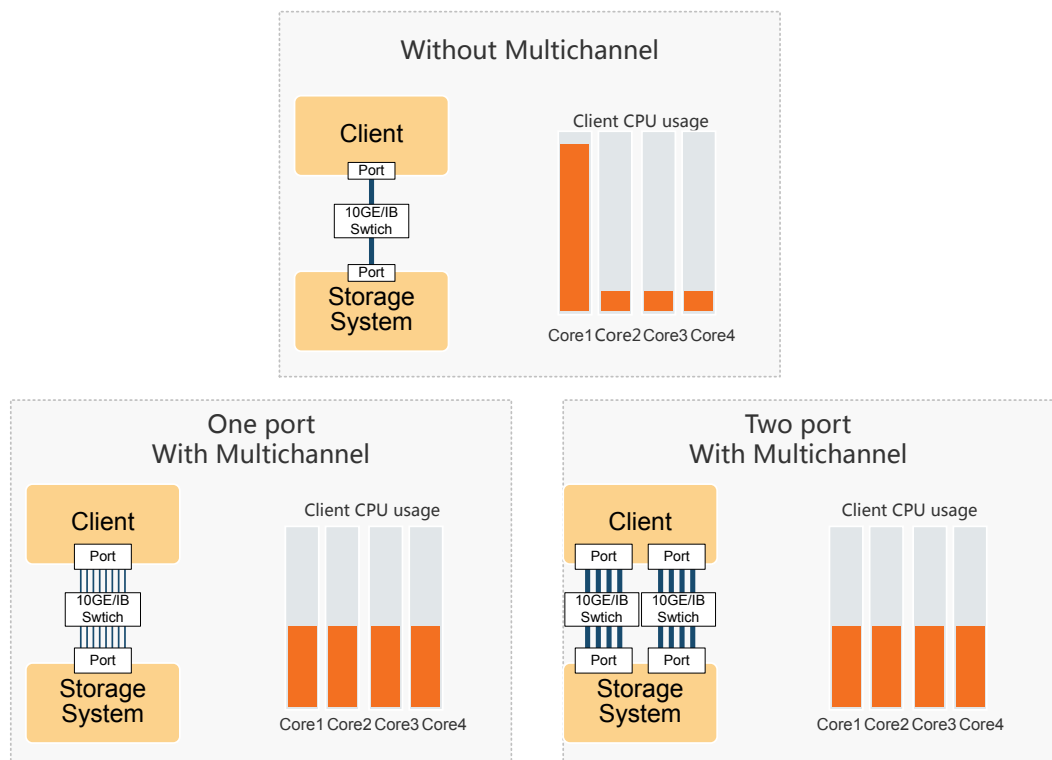 Without Multichannel
Client
Port
10GE/IB
Swtich
Port
Storage
System
Client CPU usage
Core1 Core2 Core3 Core4
One port
With Multichannel
Client
Port
10GE/IB
Swtich
Port
Storage
System
Client CPU usage
Core1 Core2 Core3 Core4
Two port
With Multichannel
Client
Port Port
10GE/IB 10GE/IB
Swtich Swtich
Port Port
Storage
System
Client CPU usage
Core1 Core2 Core3 Core4